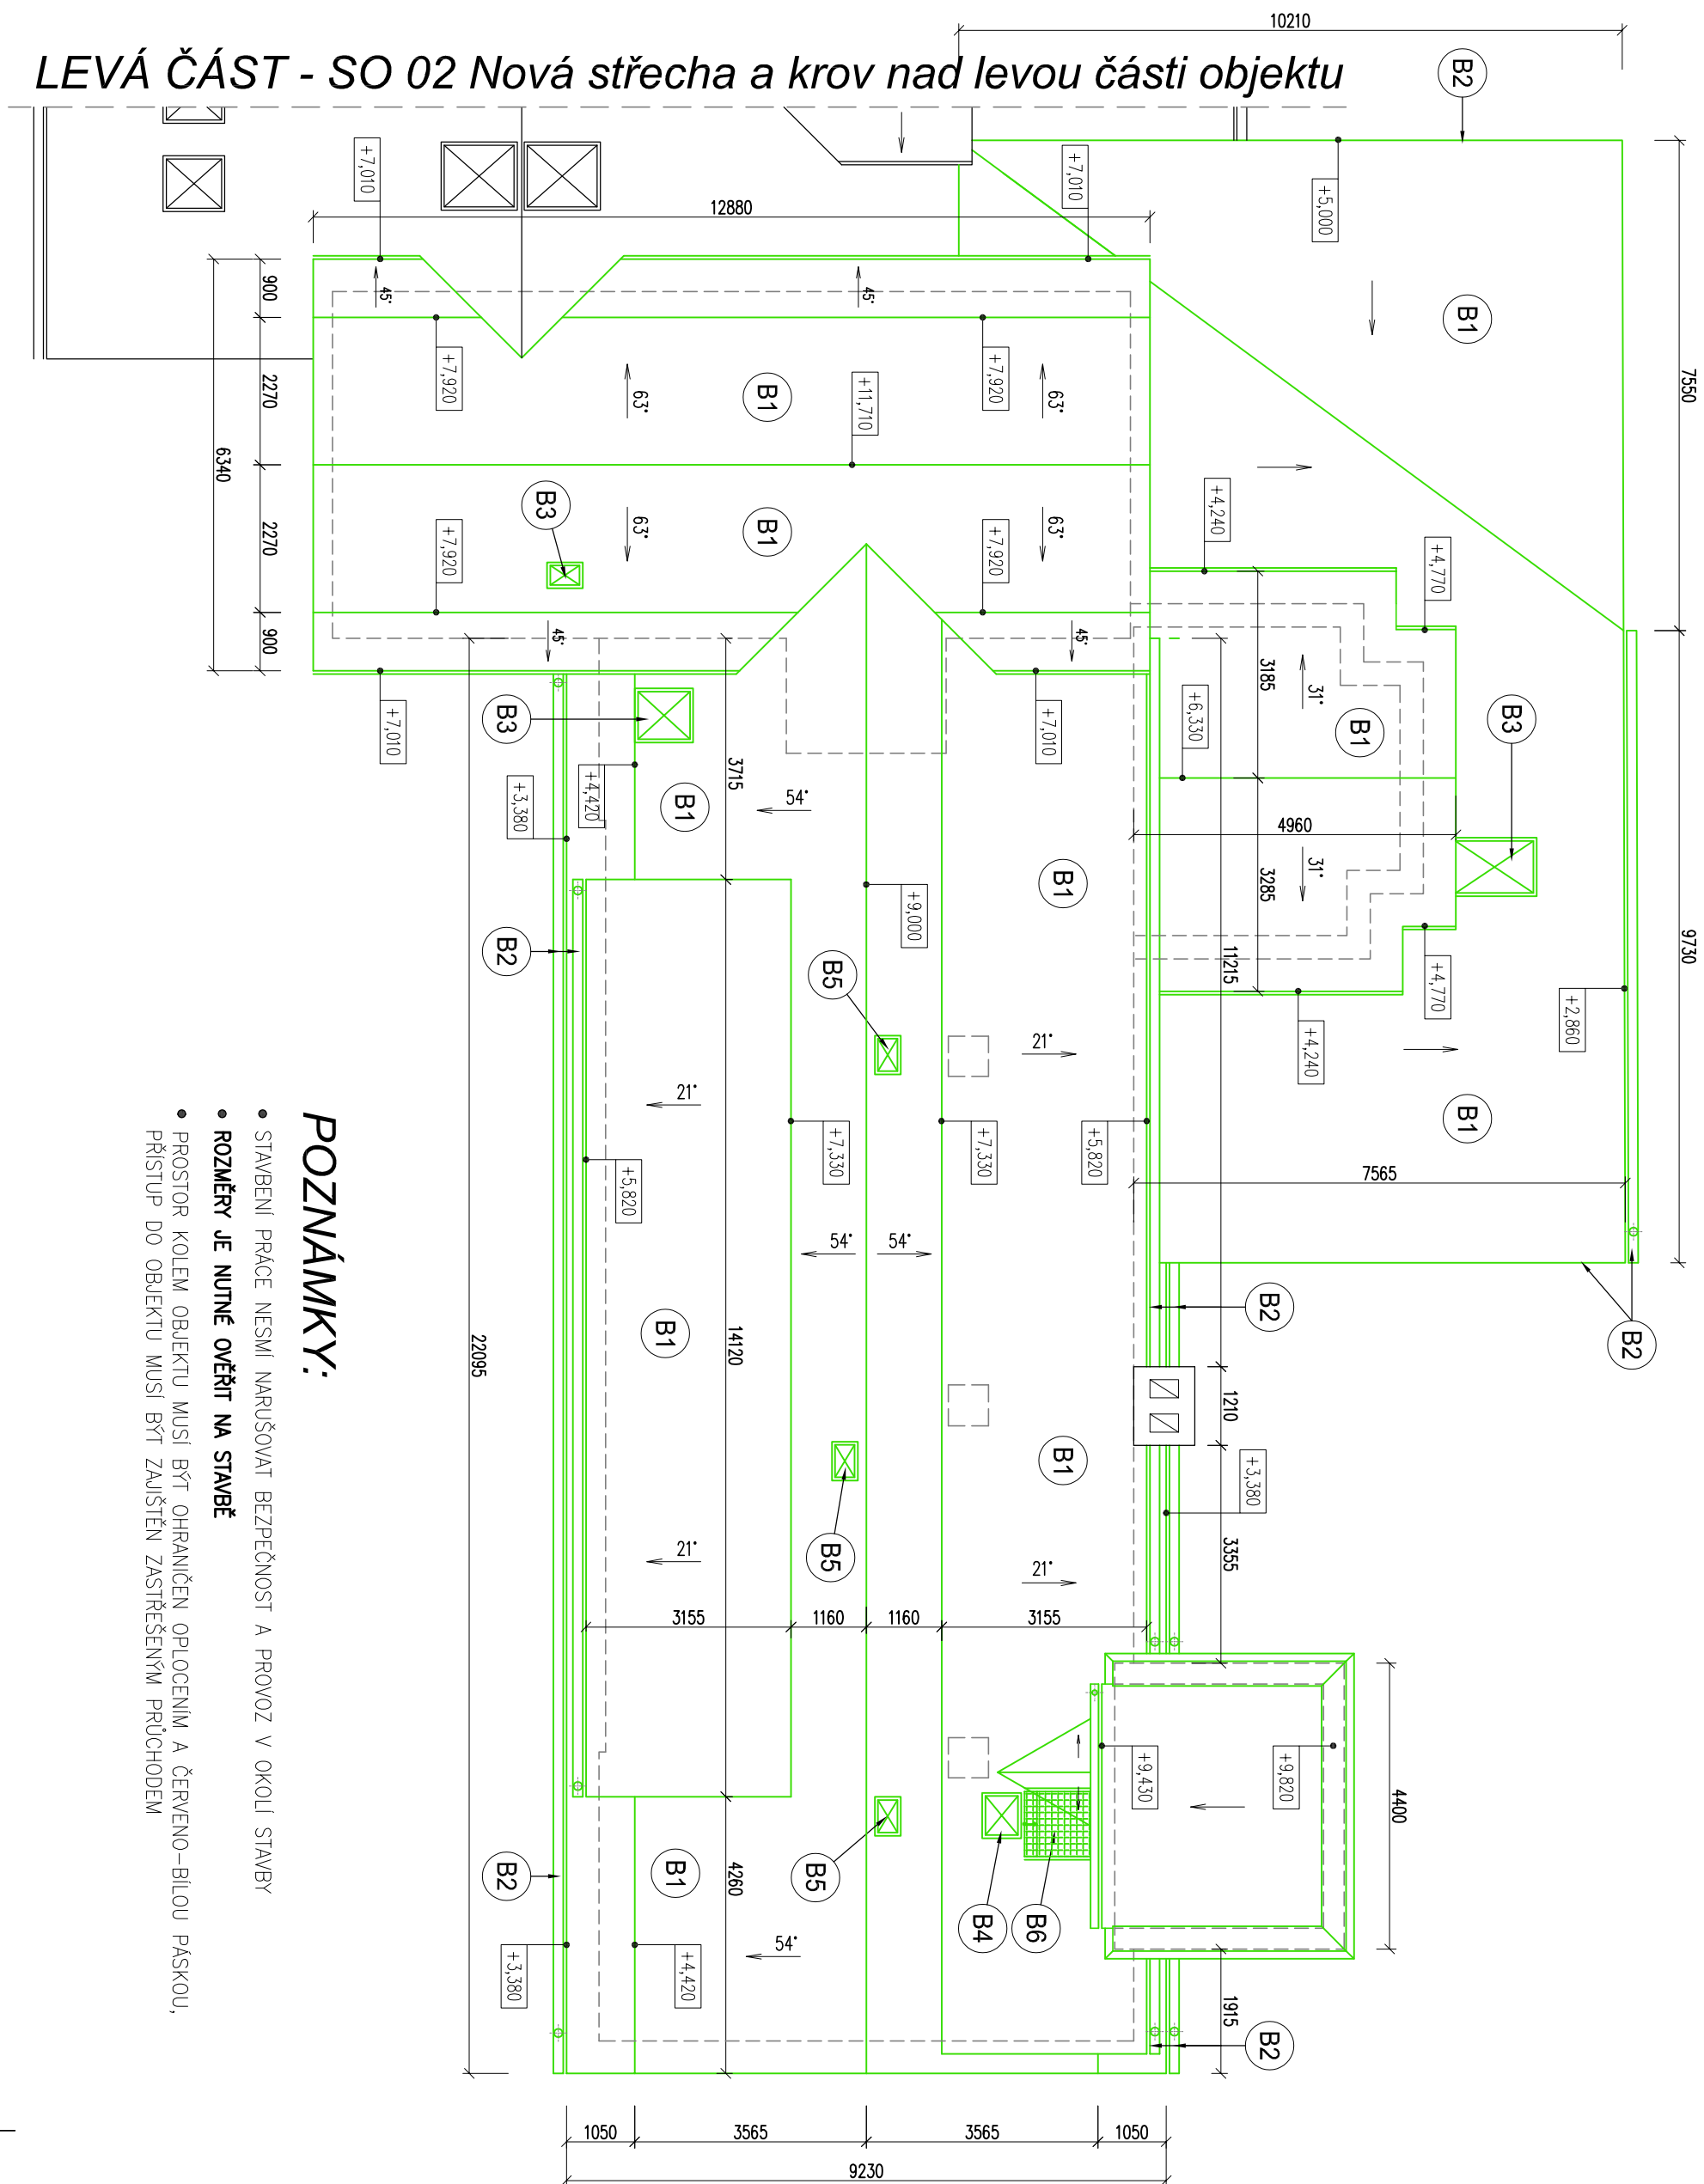 LEVÁ ČÁST - SO 02 Nová střecha a krov nad levou části objektu
10210
B2
7550
+5,000
B1
+7,010
+7,010
12880
900
2270
6340
2270
900
45°
45°
+7,920
+7,920
63°
63°
B1
+11,710
B3
63°
63°
B1
+7,920
+7,920
45°
45°
+7,010
+7,010
+4,240
+4,770
3185
31°
B1
+6,330
B3
4960
3285
31°
11215
+4,770
+4,240
+2,860
9730
B1
7565
B3
3715
+4,420
+3,380
B1
54°
B1
+9,000
B2
B5
21°
21°
+7,330
+7,330
+5,820
+5,820
54°
54°
B1
14120
22095
B2
B2
1210
B1
+3,380
3355
B5
21°
21°
3155
1160
1160
3155
+9,430
+9,820
4400
B2
B1
4260
B5
B4
B6
54°
+3,380
+4,420
1915
B2
1050
3565
3565
1050
9230
POZNÁMKY:
• STAVBENÍ PRÁCE NESMÍ NARUŠOVAT BEZPEČNOST A PROVOZ V OKOLÍ STAVBY
• ROZMĚRY JE NUTNÉ OVĚŘIT NA STAVBĚ
• PROSTOR KOLEM OBJEKTU MUSÍ BÝT OHRANIČEN OPLOCENÍM A ČERVENO-BÍLOU PÁSKOU,
PŘÍSTUP DO OBJEKTU MUSÍ BÝT ZAJIŠTĚN ZASTŘEŠENÝM PRŮCHODEM